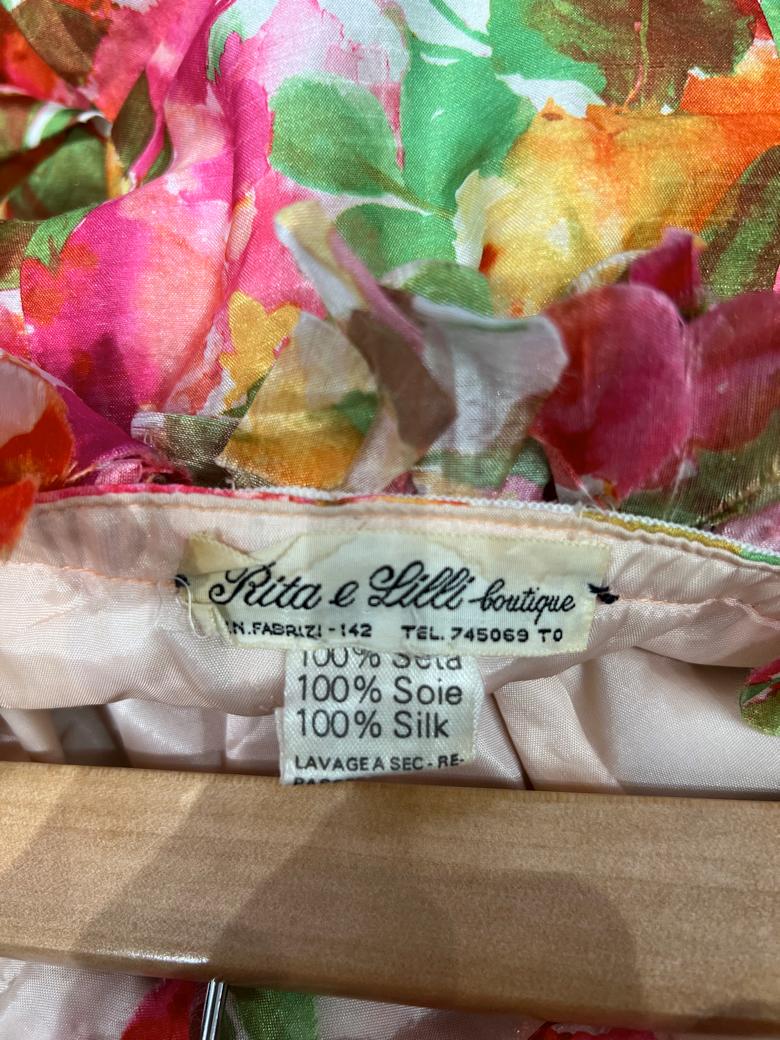 Rita e Lilli boutique
.N.FABRIZI - 142 TEL. 745069 TO
100% Seta
100% Soie
100% Silk
LAVAGE A SEC - RE-